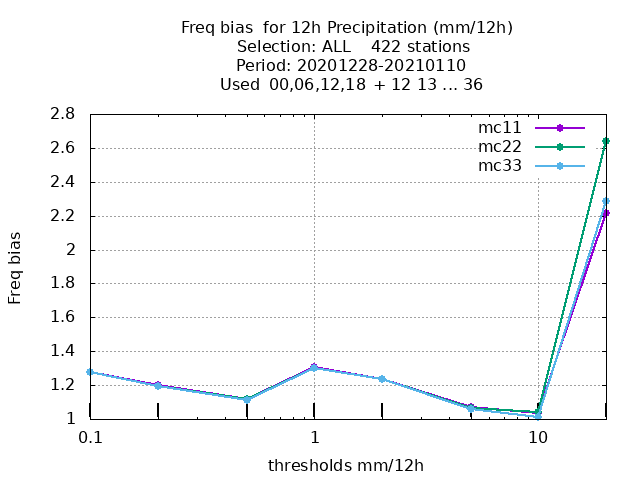 Freq bias  for 12h Precipitation (mm/12h)
Selection: ALL    422 stations
Period: 20201228-20210110
Used  00,06,12,18  + 12 13 ... 36
2.8
2.6
2.4
2.2
2
1.8
1.6
1.4
1.2
1
Freq bias
mc11
mc22
mc33
0.1
1
10
thresholds mm/12h